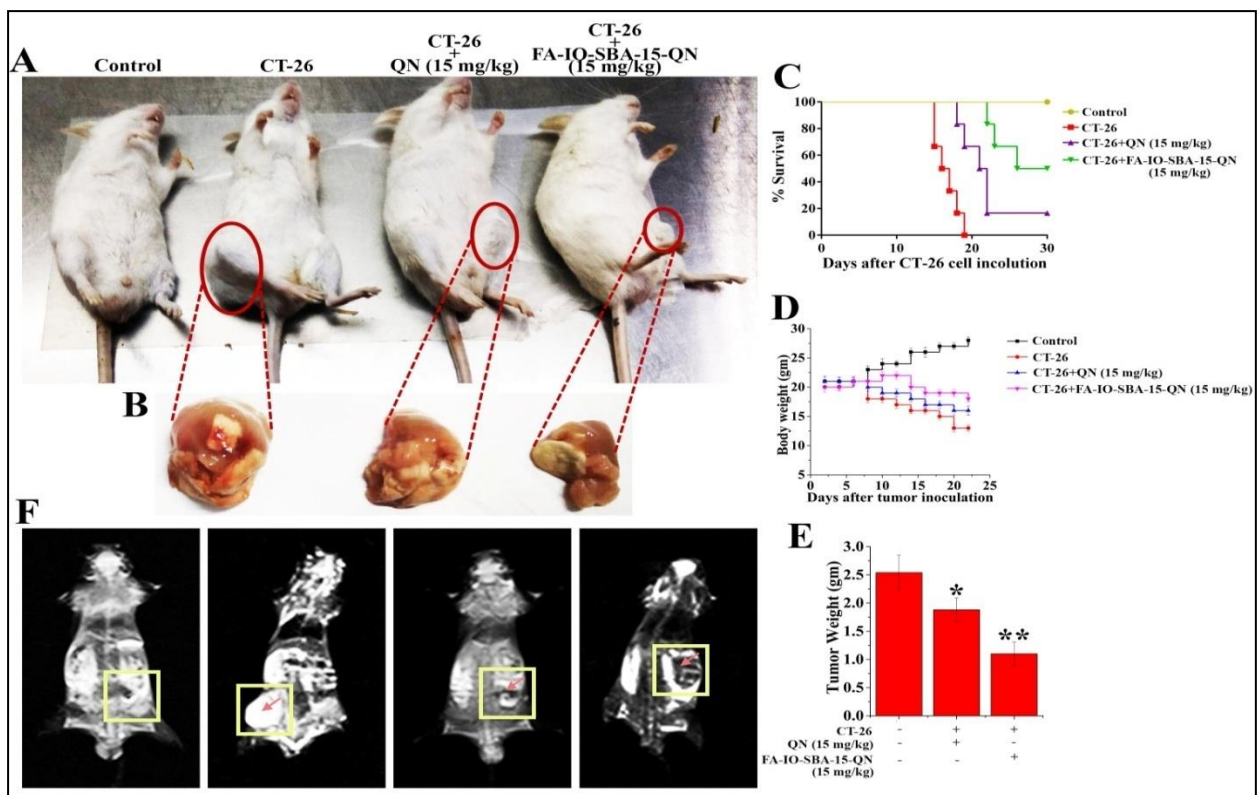 A
Control
CT-26
CT-26
+
QN (15 mg/kg)
CT-26
+
FA-IO-SBA-15-QN
(15 mg/kg)
B
C
100
80
60
40
20
0
% Survival
0
10
20
30
Days after CT-26 cell incolution
Control
CT-26
CT-26+QN (15 mg/kg)
CT-26+FA-IO-SBA-15-QN
(15 mg/kg)
D
30
25
20
15
10
5
Body weight (gm)
0
5
10
15
20
25
Days after tumor inoculation
Control
CT-26
CT-26+QN (15 mg/kg)
CT-26+FA-IO-SBA-15-QN (15 mg/kg)
F
E
3.0
2.5
2.0
1.5
1.0
0.5
0.0
Tumor Weight (gm)
*
**
CT-26 - + +
QN (15 mg/kg) - + -
FA-IO-SBA-15-QN - - +
(15 mg/kg)